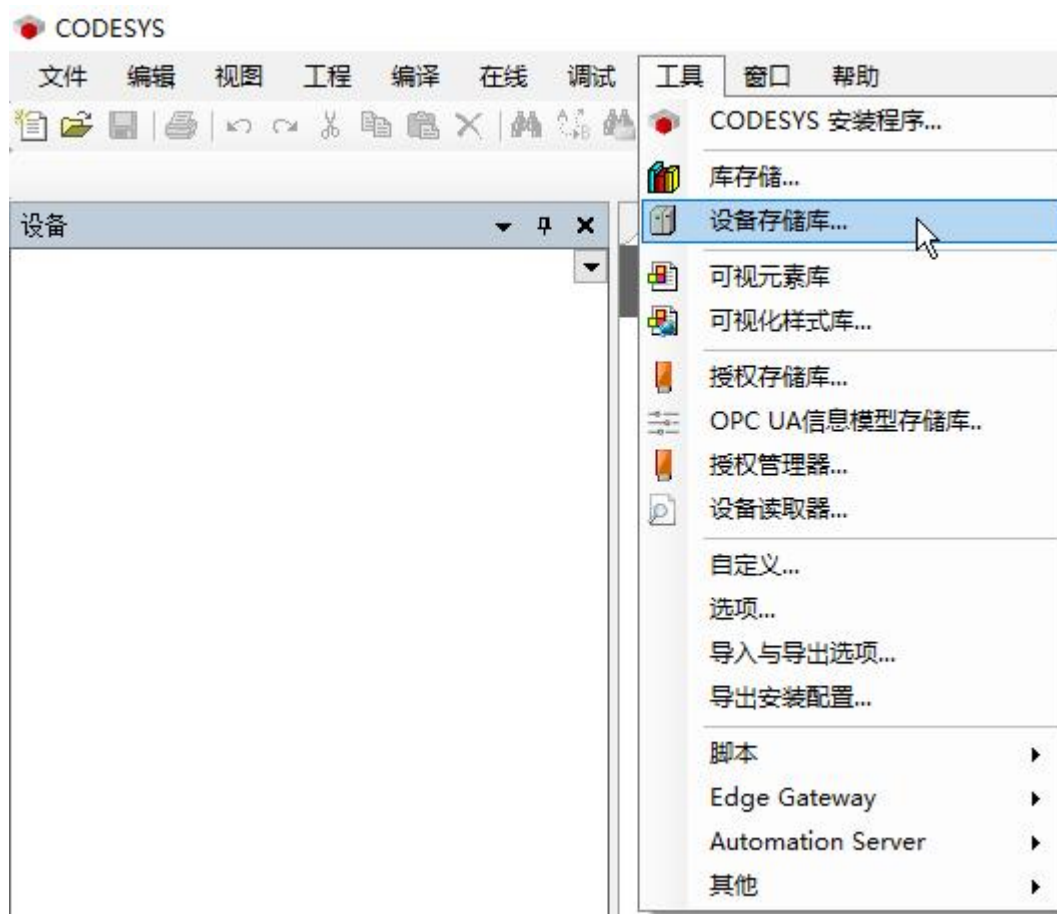 CODESYS
文件 编辑 视图 工程 编译 在线 调试 工具 窗口 帮助
设备
CODESYS 安装程序...
库存储...
设备存储库...
可视元素库
可视化样式库...
授权存储库...
OPC UA信息模型存储库..
授权管理器...
设备读取器...
自定义...
选项...
导入与导出选项...
导出安装配置...
脚本
Edge Gateway
Automation Server
其他